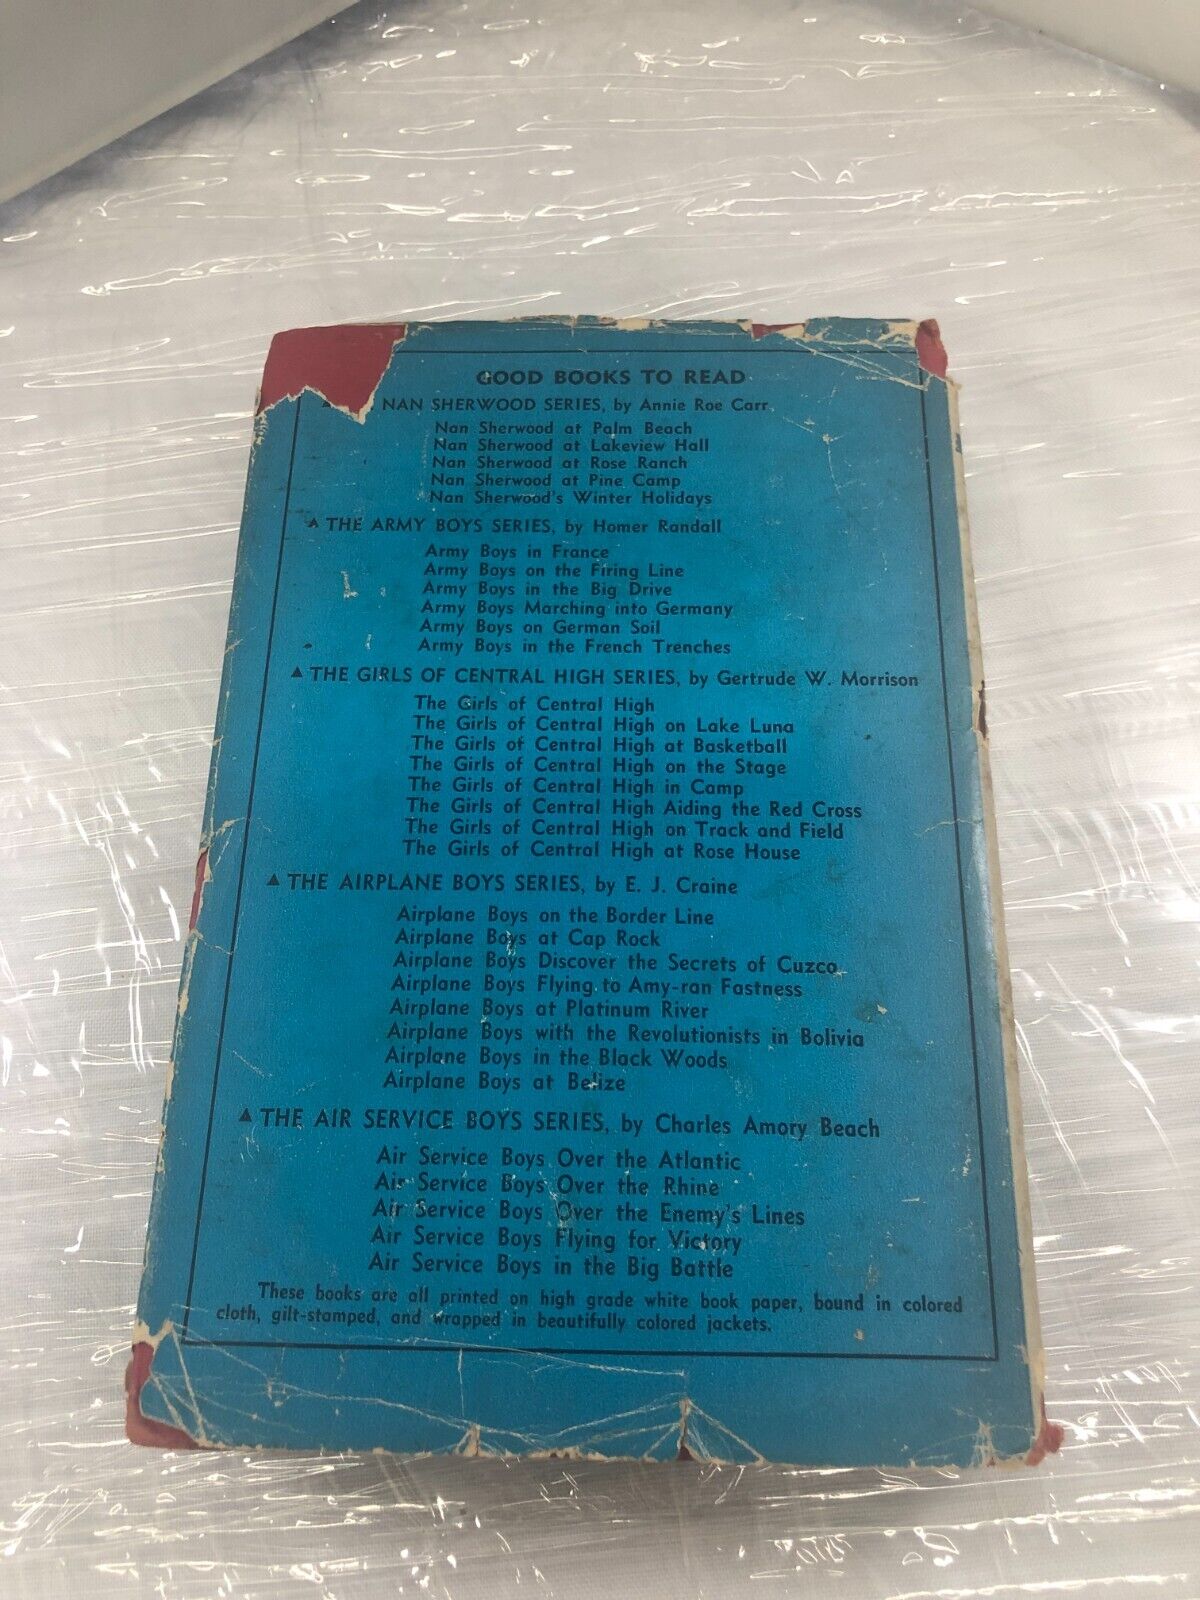 GOOD BOOKS TO READ
NAN SHERWOOD SERIES, by Annie Roe Carr
Nan Sherwood at Palm Beach
Nan Sherwood at Lakeview Hall
Nan Sherwood at Rose Ranch
Nan Sherwood at Pine Camp
Nan Sherwood's Winter Holidays
▲ THE ARMY BOYS SERIES, by Homer Randall
Army Boys in France
Army Boys on the Firing Line
Army Boys in the Big Drive
Army Boys Marching into Germany
Army Boys on German Soil
Army Boys in the French Trenches
▲ THE GIRLS OF CENTRAL HIGH SERIES, by Gertrude W. Morrison
The Girls of Central High
The Girls of Central High on Lake Luna
The Girls of Central High at Basketball
The Girls of Central High on the Stage
The Girls of Central High in Camp
The Girls of Central High Aiding the Red Cross
The Girls of Central High on Track and Field
The Girls of Central High at Rose House
▲ THE AIRPLANE BOYS SERIES, by E. J. Craine
Airplane Boys on the Border Line
Airplane Boys at Cap Rock
Airplane Boys Discover the Secrets of Cuzco
Airplane Boys Flying to Amy-ran Fastness
Airplane Boys at Platinum River
Airplane Boys with the Revolutionists in Bolivia
Airplane Boys in the Black Woods
Airplane Boys at Belize
▲ THE AIR SERVICE BOYS SERIES, by Charles Amory Beach
Air Service Boys Over the Atlantic
Air Service Boys Over the Rhine
Air Service Boys Over the Enemy's Lines
Air Service Boys Flying for Victory
Air Service Boys in the Big Battle
These books are all printed on high grade white book paper, bound in colored
cloth, gilt-stamped, and wrapped in beautifully colored jackets.